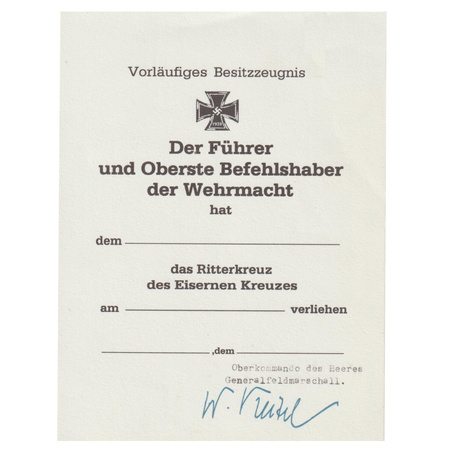 Vorläufiges Besitzzeugnis
Der Führer
und Oberste Befehlshaber
der Wehrmacht
hat
dem
das Ritterkreuz
des Eisernen Kreuzes
am verliehen
,dem
Oberkommando des Heeres
Generalfeldmarschall.
W. Keitel